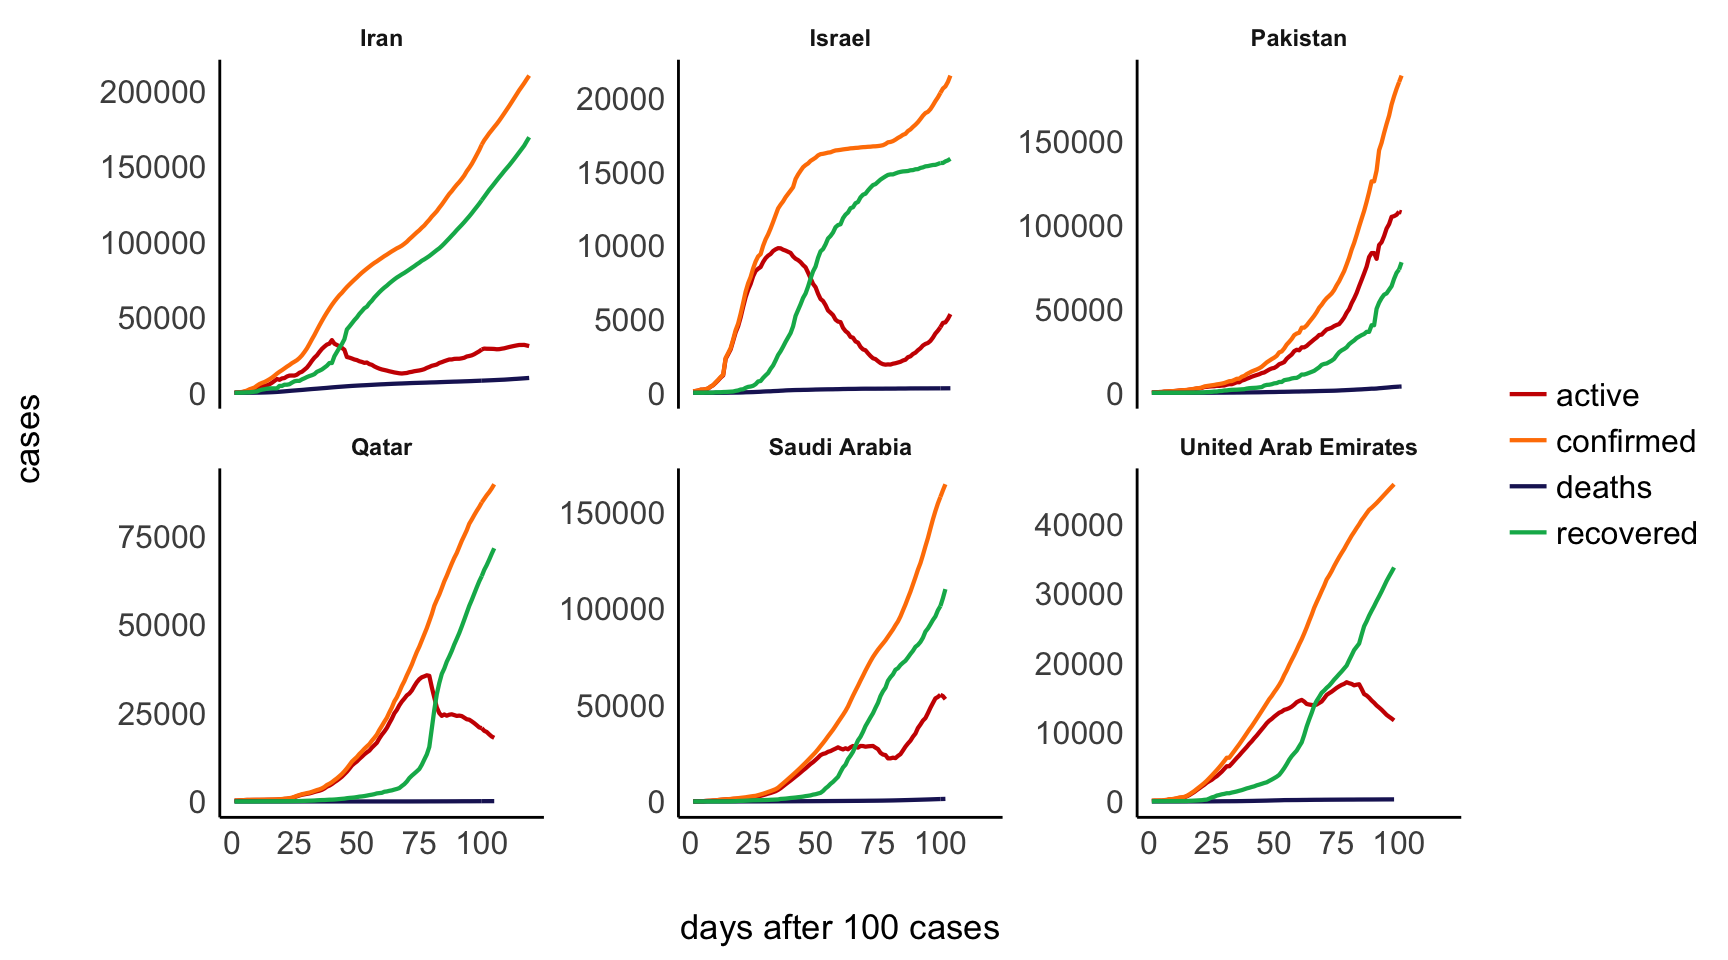 Iran
Israel
Pakistan
200000
150000
100000
50000
0
20000
15000
10000
5000
0
150000
100000
50000
0
cases
active
confirmed
deaths
recovered
Qatar
Saudi Arabia
United Arab Emirates
75000
50000
25000
0
150000
100000
50000
0
40000
30000
20000
10000
0
0 25 50 75 100
0 25 50 75 100
0 25 50 75 100
days after 100 cases